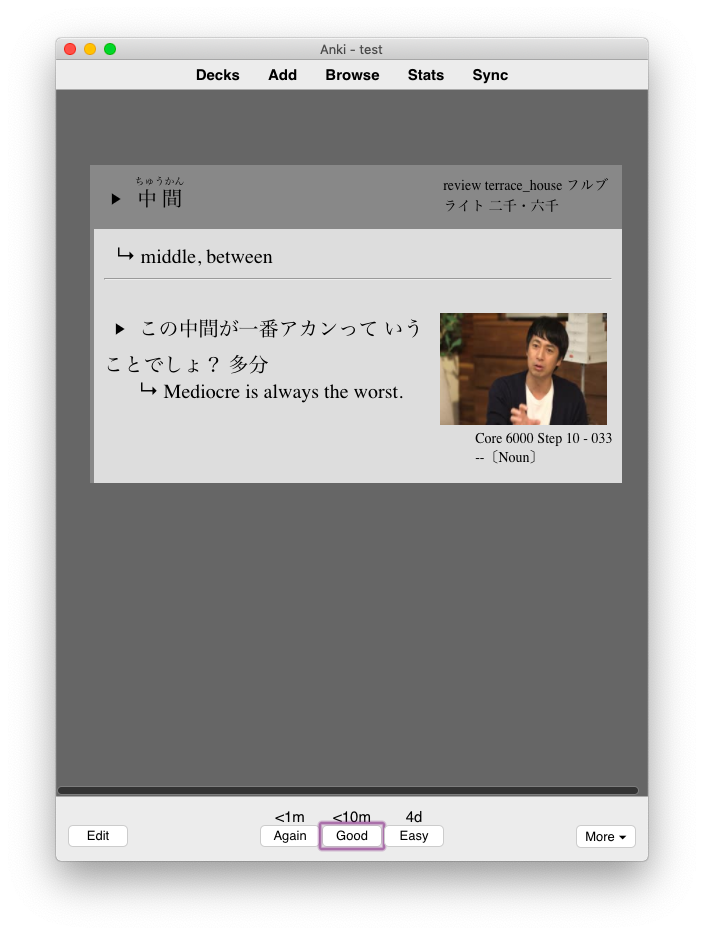 Anki - test
Decks Add Browse Stats Sync
ちゅうかん
▶ 中間
review terrace_house フルブ
ライト 二千・六千
↳ middle, between
▶ この中間が一番アカンって いう
ことでしょ？ 多分
↳ Mediocre is always the worst.
Core 6000 Step 10 - 033
--〔Noun〕
<1m <10m 4d
Edit Again Good Easy More